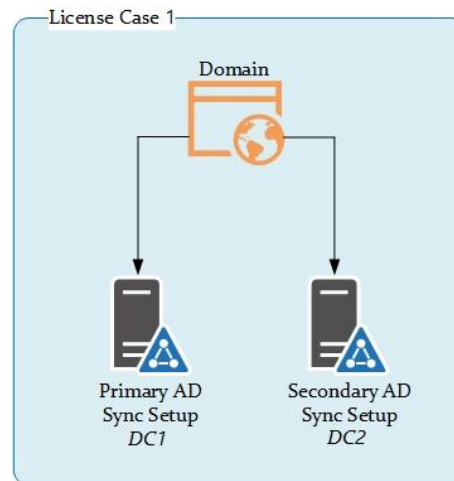 License Case 1
Domain
Primary AD
Sync Setup
DC1
Secondary AD
Sync Setup
DC2